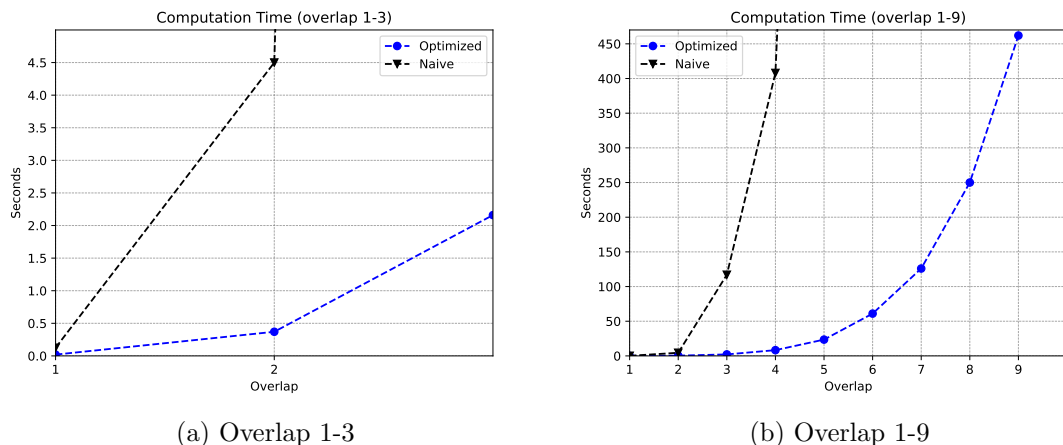 Computation Time (overlap 1-3)
4.5
4.0
3.5
3.0
2.5
2.0
1.5
1.0
0.5
0.0
Seconds
1
2
Overlap
Optimized
Naive
(a) Overlap 1-3
Computation Time (overlap 1-9)
450
400
350
300
250
200
150
100
50
0
Seconds
1 2 3 4 5 6 7 8 9
Overlap
Optimized
Naive
(b) Overlap 1-9